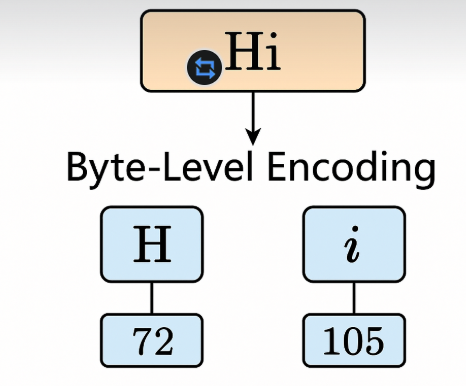 Hi
Byte-Level Encoding
H i
72 105